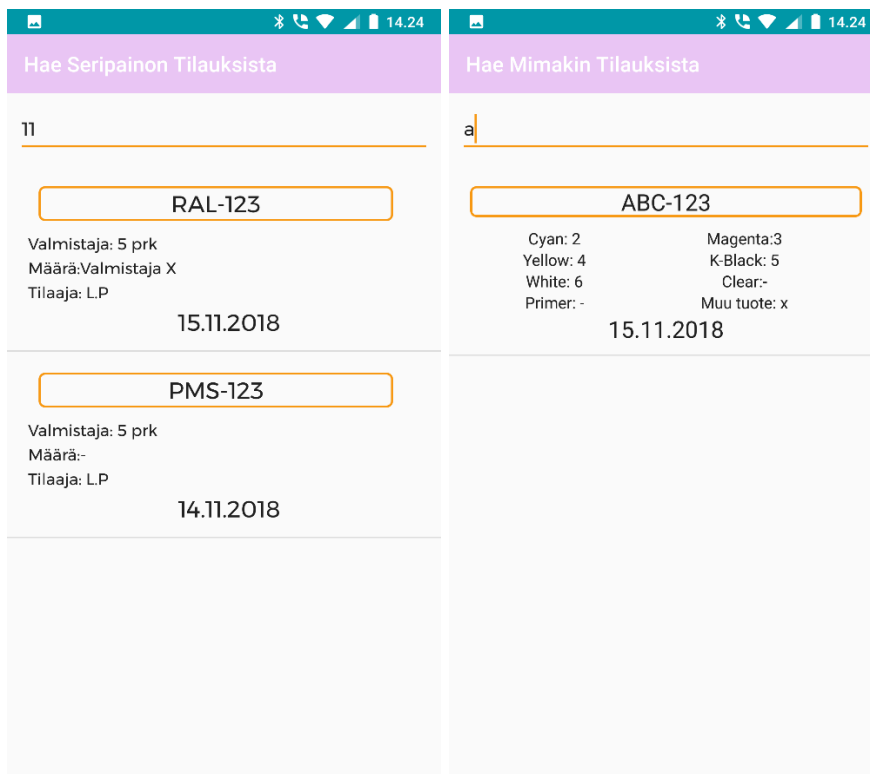 14.24
Hae Seripainon Tilauksista
11
RAL-123
Valmistaja: 5 prk
Määrä:Valmistaja X
Tilaaja: L.P
15.11.2018
PMS-123
Valmistaja: 5 prk
Määrä:-
Tilaaja: L.P
14.11.2018
14.24
Hae Mimakin Tilauksista
a
ABC-123
Cyan: 2 Magenta:3
Yellow: 4 K-Black: 5
White: 6 Clear:-
Primer: - Muu tuote: x
15.11.2018